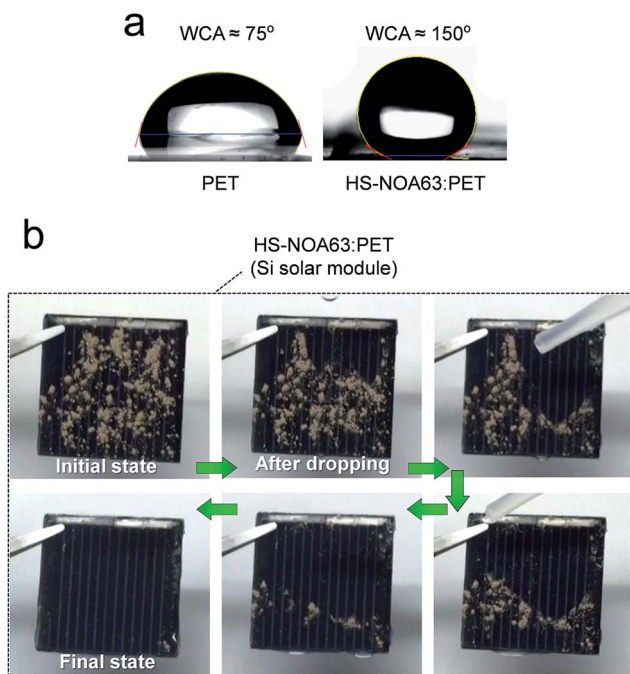 a
WCA ≈ 75º
WCA ≈ 150º
PET
HS-NOA63:PET
b
HS-NOA63:PET
(Si solar module)
Initial state
After dropping
Final state